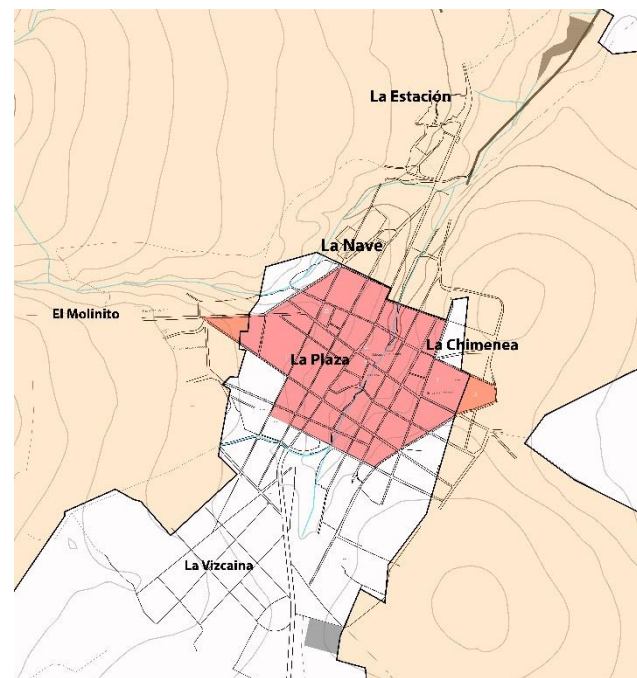 La Estación
La Nave
El Molinito
La Chimenea
La Plaza
La Vizcaina